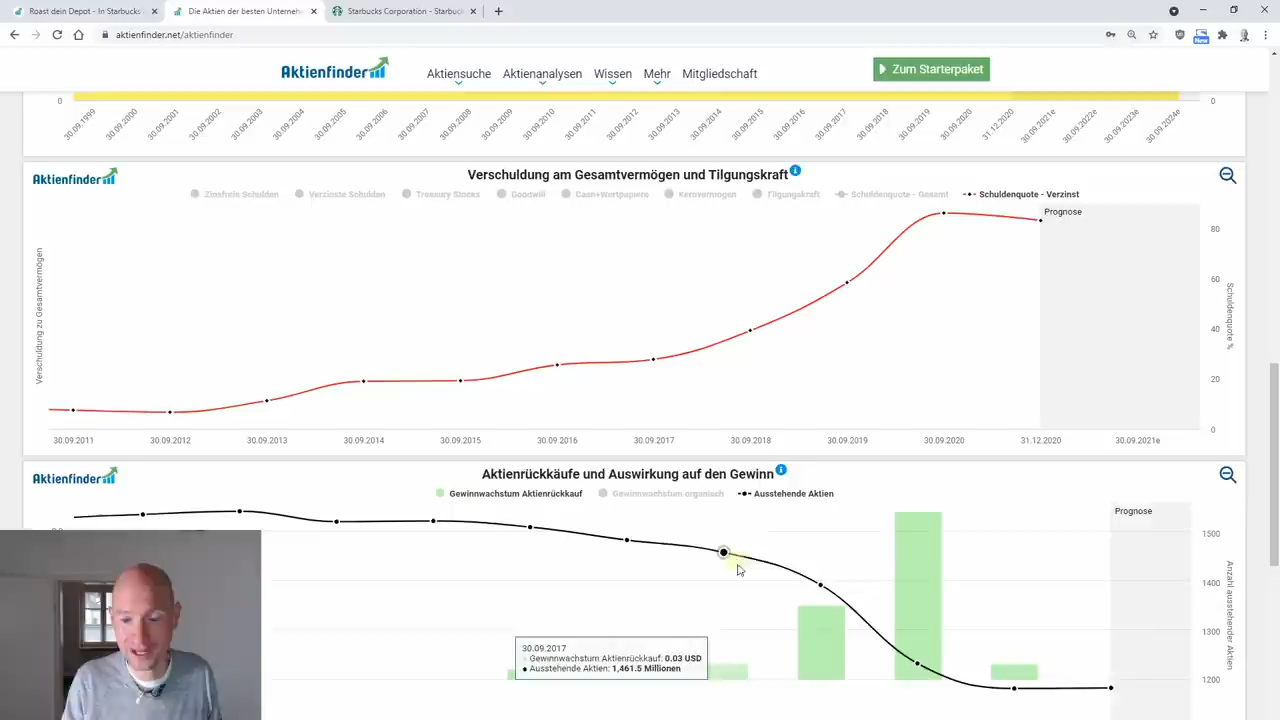 Roast dein Depot - In Starbucks
Die Aktien der besten Unterneh
Starbucks Corporation - Starbuck
aktienfinder.net/aktienfinder
New
Aktienfinder
Aktiensuche
Aktienanalysen
Wissen
Mehr
Mitgliedschaft
Zum Starterpaket
0
0
30.09.1999
30.09.2000
30.09.2001
30.09.2002
30.09.2003
30.09.2004
30.09.2005
30.09.2006
30.09.2007
30.09.2008
30.09.2009
30.09.2010
30.09.2011
30.09.2012
30.09.2013
30.09.2014
30.09.2015
30.09.2016
30.09.2017
30.09.2018
30.09.2019
30.09.2020
31.12.2020
30.09.2021e
30.09.2022e
30.09.2023e
30.09.2024e
Aktienfinder
Verschuldung am Gesamtvermögen und Tilgungskraft
Zinsfreie Schulden
Verzinste Schulden
Treasury Stocks
Goodwill
Cash+Wertpapiere
Kernvermögen
Tilgungskraft
Schuldenquote - Gesamt
Schuldenquote - Verzinst
Prognose
80
60
40
20
0
Verschuldung zu Gesamtvermögen
Schuldenquote %
30.09.2011
30.09.2012
30.09.2013
30.09.2014
30.09.2015
30.09.2016
30.09.2017
30.09.2018
30.09.2019
30.09.2020
31.12.2020
30.09.2021e
Aktienfinder
Aktienrückkäufe und Auswirkung auf den Gewinn
Gewinnwachstum Aktienrückkauf
Gewinnwachstum organisch
Ausstehende Aktien
Prognose
1500
1400
1300
1200
Anzahl ausstehender Aktien
30.09.2017
Gewinnwachstum Aktienrückkauf: 0.03 USD
Ausstehende Aktien: 1,461.5 Millionen